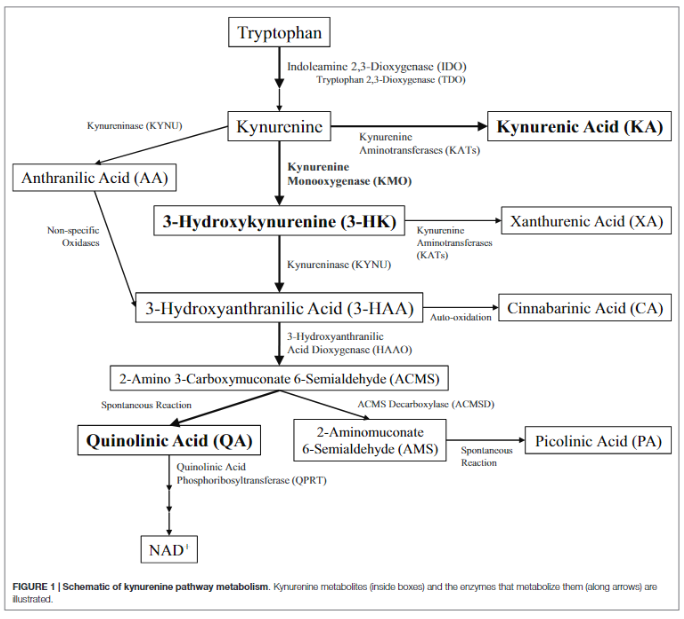 Tryptophan
Indoleamine 2,3-Dioxygenase (IDO)
Tryptophan 2,3-Dioxygenase (TDO)
Kynureninase (KYNU)
Kynurenine
Kynurenic Acid (KA)
Kynurenine
Aminotransferases (KATs)
Anthranilic Acid (AA)
Kynurenine
Monooxygenase (KMO)
3-Hydroxykynurenine (3-HK)
Xanthurenic Acid (XA)
Non-specific
Oxidases
Kynurenine
Aminotransferases
(KATs)
Kynureninase (KYNU)
3-Hydroxyanthranilic Acid (3-HAA)
Cinnabarinic Acid (CA)
Auto-oxidation
3-Hydroxyanthranilic
Acid Dioxygenase (HAAO)
2-Amino 3-Carboxymuconate 6-Semialdehyde (ACMS)
Spontaneous Reaction
ACMS Decarboxylase (ACMSD)
Quinolinic Acid (QA)
2-Aminomuconate
6-Semialdehyde (AMS)
Picolinic Acid (PA)
Spontaneous
Reaction
Quinolinic Acid
Phosphoribosyltransferase (QPRT)
NAD⁺
FIGURE 1 | Schematic of kynurenine pathway metabolism. Kynurenine metabolites (inside boxes) and the enzymes that metabolize them (along arrows) are
illustrated.